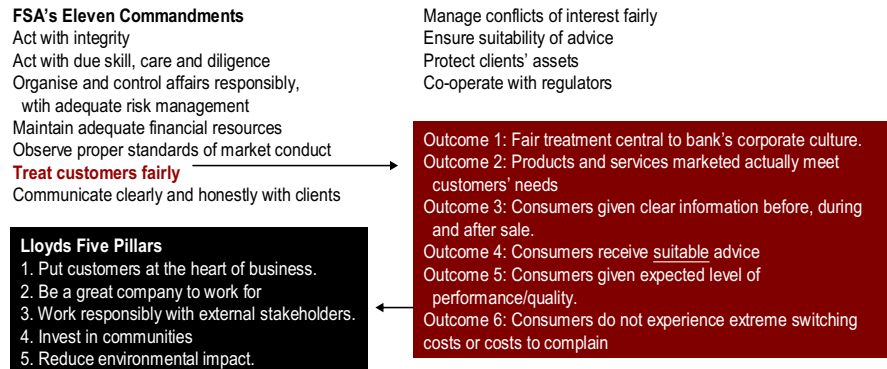 FSA's Eleven Commandments
Act with integrity
Act with due skill, care and diligence
Organise and control affairs responsibly,
wtih adequate risk management
Maintain adequate financial resources
Observe proper standards of market conduct
Treat customers fairly
Communicate clearly and honestly with clients
Manage conflicts of interest fairly
Ensure suitability of advice
Protect clients' assets
Co-operate with regulators
Outcome 1: Fair treatment central to bank's corporate culture.
Outcome 2: Products and services marketed actually meet
customers' needs
Outcome 3: Consumers given clear information before, during
and after sale.
Outcome 4: Consumers receive suitable advice
Outcome 5: Consumers given expected level of
performance/quality.
Outcome 6: Consumers do not experience extreme switching
costs or costs to complain
Lloyds Five Pillars
1. Put customers at the heart of business.
2. Be a great company to work for
3. Work responsibly with external stakeholders.
4. Invest in communities
5. Reduce environmental impact.